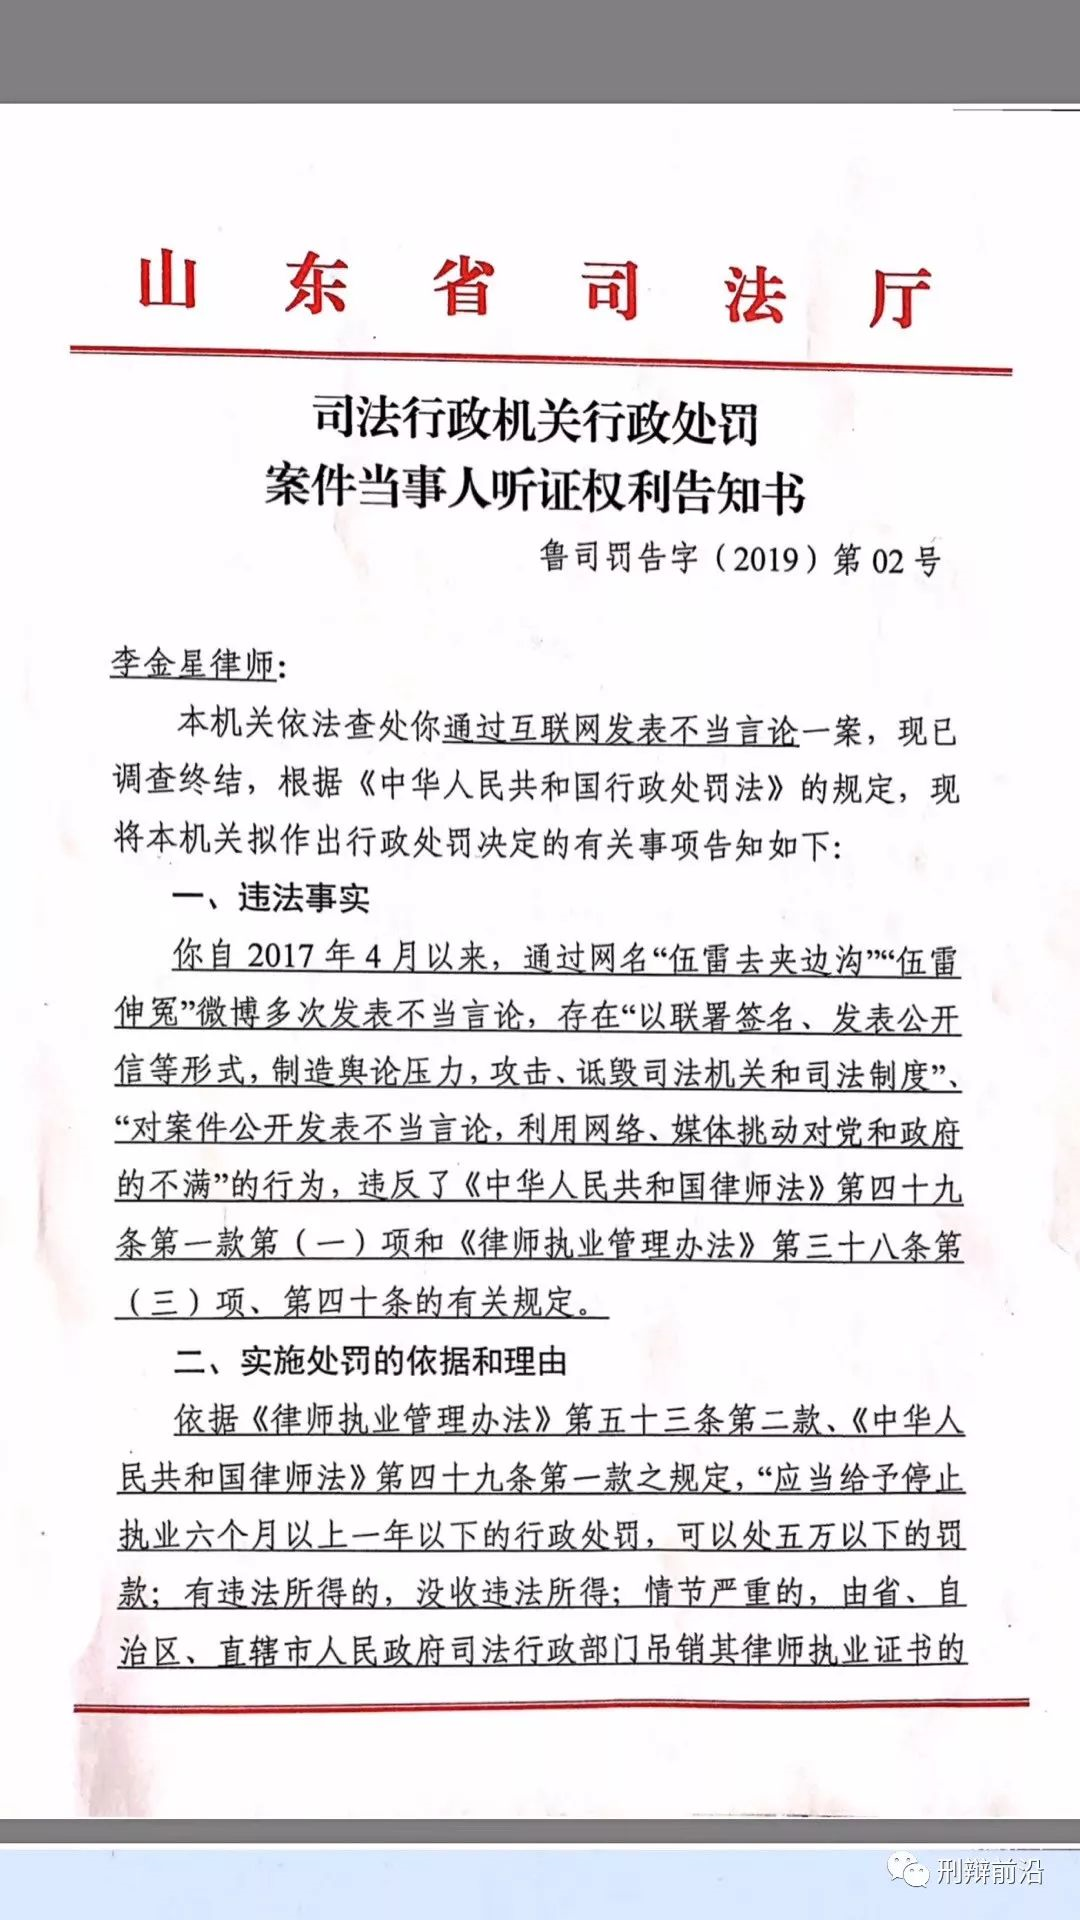 山东省司法厅
司法行政机关行政处罚
案件当事人听证权利告知书
鲁司罚告字（2019）第 02 号
李金星律师：
本机关依法查处你通过互联网发表不当言论一案，现已
调查终结，根据《中华人民共和国行政处罚法》的规定，现
将本机关拟作出行政处罚决定的有关事项告知如下：
一、违法事实
你自 2017 年 4 月以来，通过网名“伍雷去夹边沟”“伍雷
伸冤”微博多次发表不当言论，存在“以联署签名、发表公开
信等形式，制造舆论压力，攻击、诋毁司法机关和司法制度”、
“对案件公开发表不当言论，利用网络、媒体挑动对党和政府
的不满”的行为，违反了《中华人民共和国律师法》第四十九
条第一款第（一）项和《律师执业管理办法》第三十八条第
（三）项、第四十条的有关规定。
二、实施处罚的依据和理由
依据《律师执业管理办法》第五十三条第二款、《中华人
民共和国律师法》第四十九条第一款之规定，“应当给予停止
执业六个月以上一年以下的行政处罚，可以处五万以下的罚
款；有违法所得的，没收违法所得；情节严重的，由省、自
治区、直辖市人民政府司法行政部门吊销其律师执业证书的
刑辩前沿